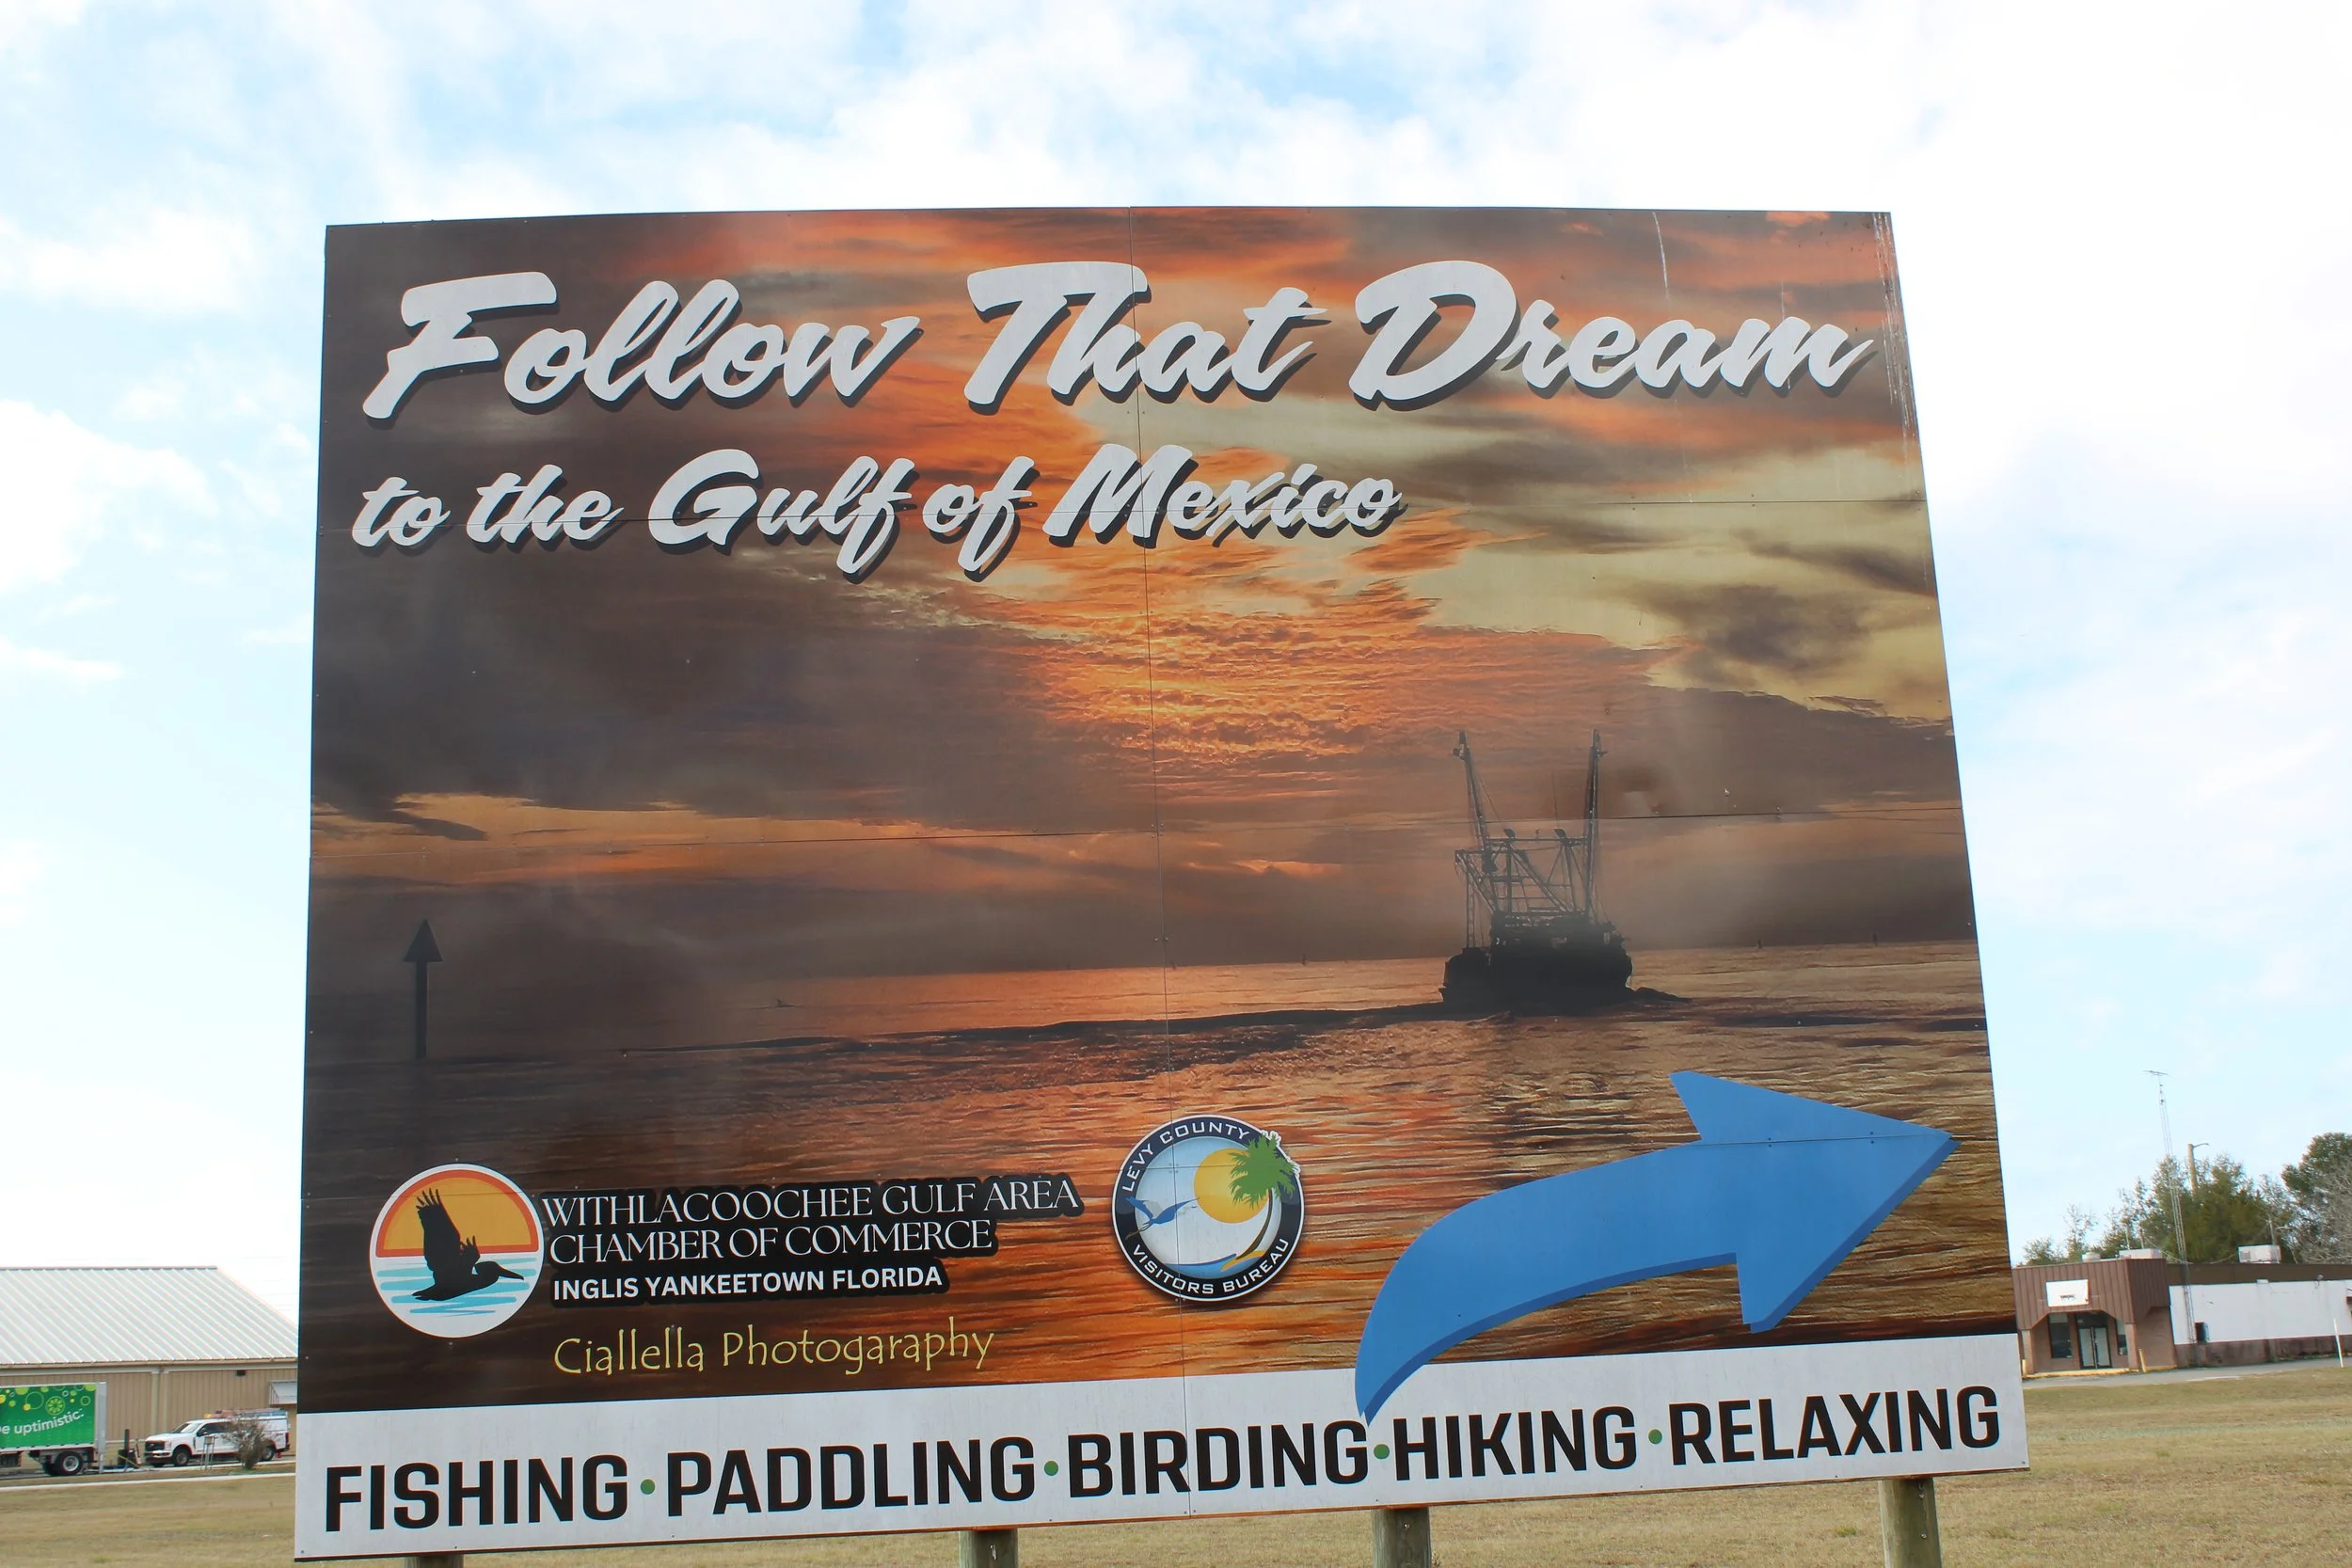 Follow That Dream
to the Gulf of Mexico
WITHLACOOCHEE GULF AREA
CHAMBER OF COMMERCE
INGLIS YANKEETOWN FLORIDA
Ciallella Photogaraphy
LEVY COUNTY
VISITORS BUREAU
FISHING•PADDLING•BIRDING•HIKING•RELAXING
uptimistic.